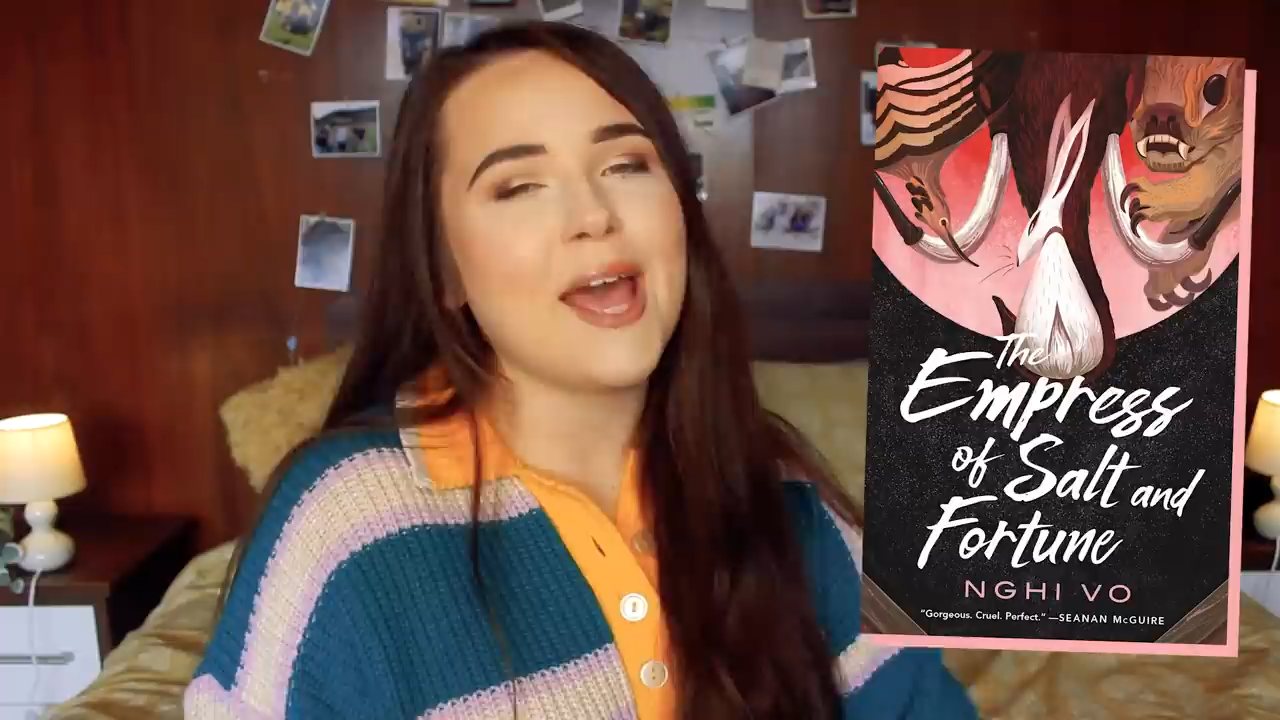 The
Empress
of Salt and
Fortune
NGHI VO
"Gorgeous. Cruel. Perfect." —SEANAN McGUIRE